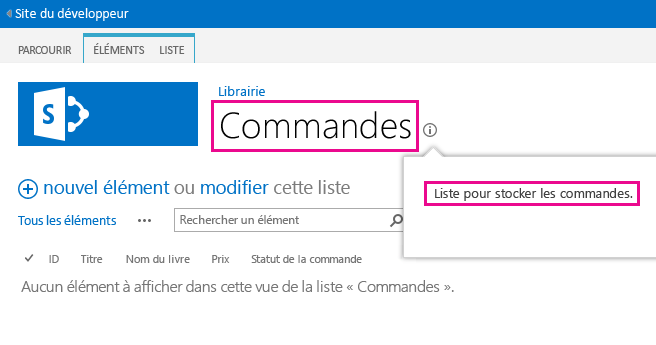 Site du développeur
PARCOURIR ÉLÉMENTS LISTE
Librairie
S
Commandes
Liste pour stocker les commandes.
nouvel élément ou modifier cette liste
Tous les éléments ••• Rechercher un élément
ID Titre Nom du livre Prix Statut de la commande
Aucun élément à afficher dans cette vue de la liste « Commandes ».